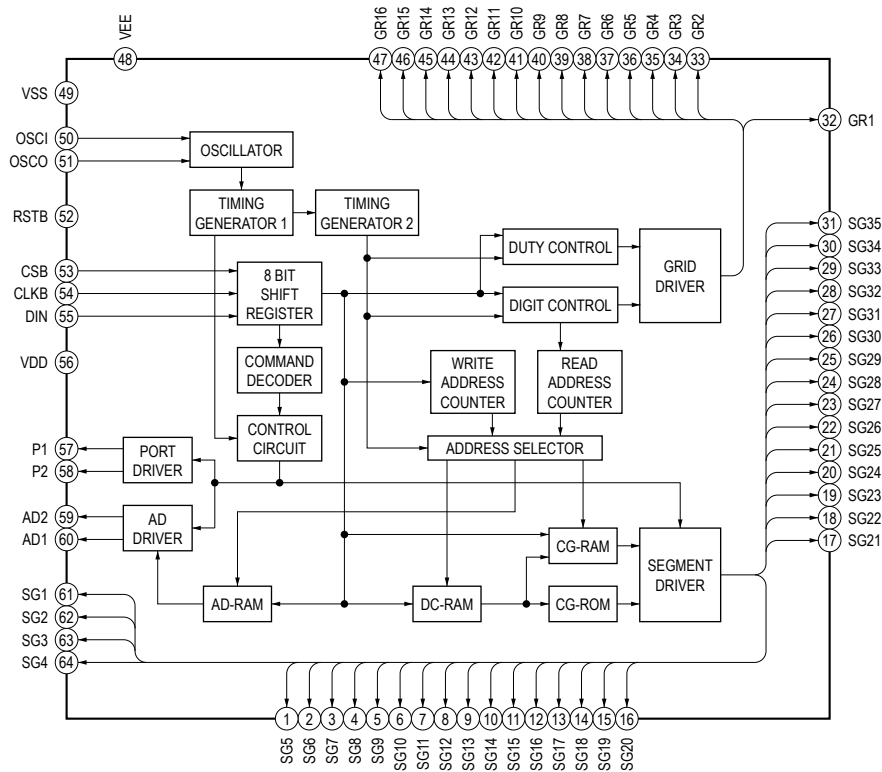 VEE
48
GR16
GR15
GR14
GR13
GR12
GR11
GR10
GR9
GR8
GR7
GR6
GR5
GR4
GR3
GR2
47
46
45
44
43
42
41
40
39
38
37
36
35
34
33
VSS 49
32 GR1
OSCI 50
OSCO 51
OSCILLATOR
RSTB 52
TIMING
GENERATOR 1
TIMING
GENERATOR 2
CSB 53
CLKB 54
DIN 55
8 BIT
SHIFT
REGISTER
DUTY CONTROL
DIGIT CONTROL
GRID
DRIVER
31 SG35
30 SG34
29 SG33
28 SG32
27 SG31
26 SG30
25 SG29
24 SG28
23 SG27
22 SG26
21 SG25
20 SG24
19 SG23
18 SG22
17 SG21
VDD 56
COMMAND
DECODER
WRITE
ADDRESS
COUNTER
READ
ADDRESS
COUNTER
P1 57
P2 58
PORT
DRIVER
CONTROL
CIRCUIT
ADDRESS SELECTOR
AD2 59
AD1 60
AD
DRIVER
CG-RAM
SEGMENT
DRIVER
SG1 61
SG2 62
SG3 63
SG4 64
AD-RAM
DC-RAM
CG-ROM
1
2
3
4
5
6
7
8
9
10
11
12
13
14
15
16
SG5
SG6
SG7
SG8
SG9
SG10
SG11
SG12
SG13
SG14
SG15
SG16
SG17
SG18
SG19
SG20